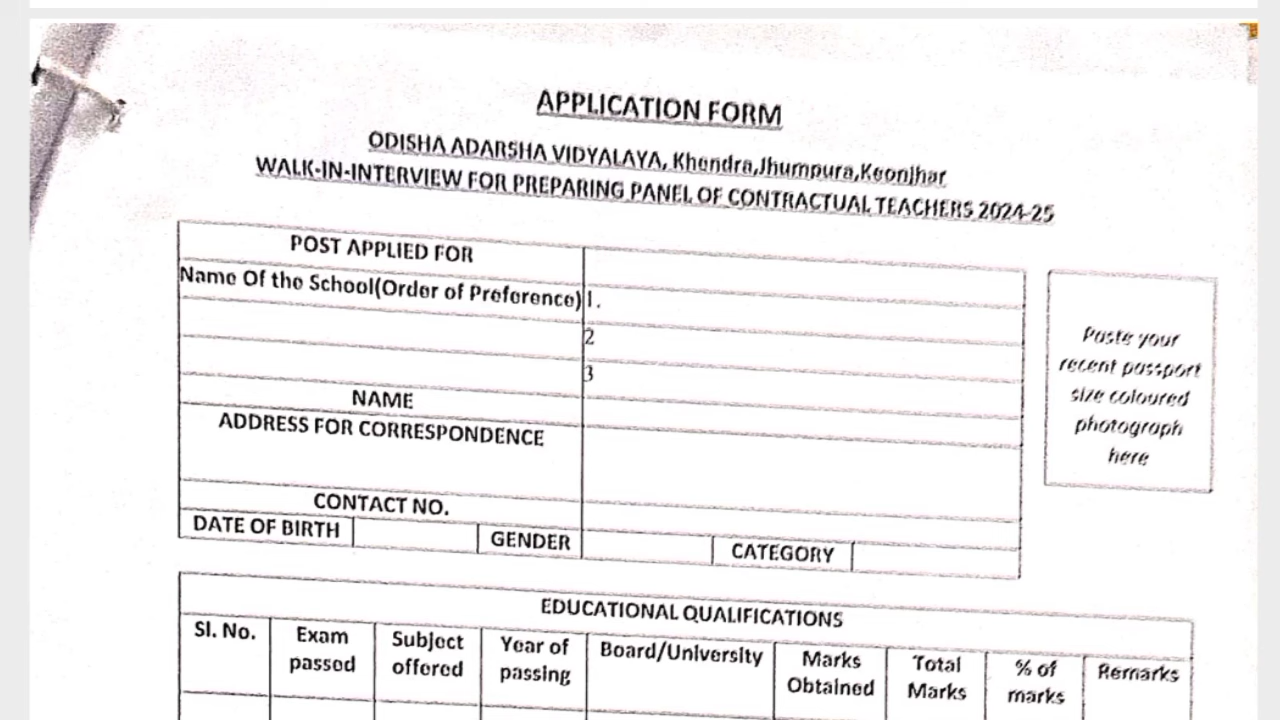 APPLICATION FORM
ODISHA ADARSHA VIDYALAYA, Khendra,Jhumpura,Keonjhar
WALK-IN-INTERVIEW FOR PREPARING PANEL OF CONTRACTUAL TEACHERS 2024-25
POST APPLIED FOR
Name Of the School(Order of Preference) 1.
2
3
NAME
ADDRESS FOR CORRESPONDENCE
CONTACT NO.
DATE OF BIRTH GENDER CATEGORY
Paste your
recent passport
size coloured
photograph
here
EDUCATIONAL QUALIFICATIONS
Sl. No. Exam passed Subject offered Year of passing Board/University Marks Obtained Total Marks % of marks Remarks